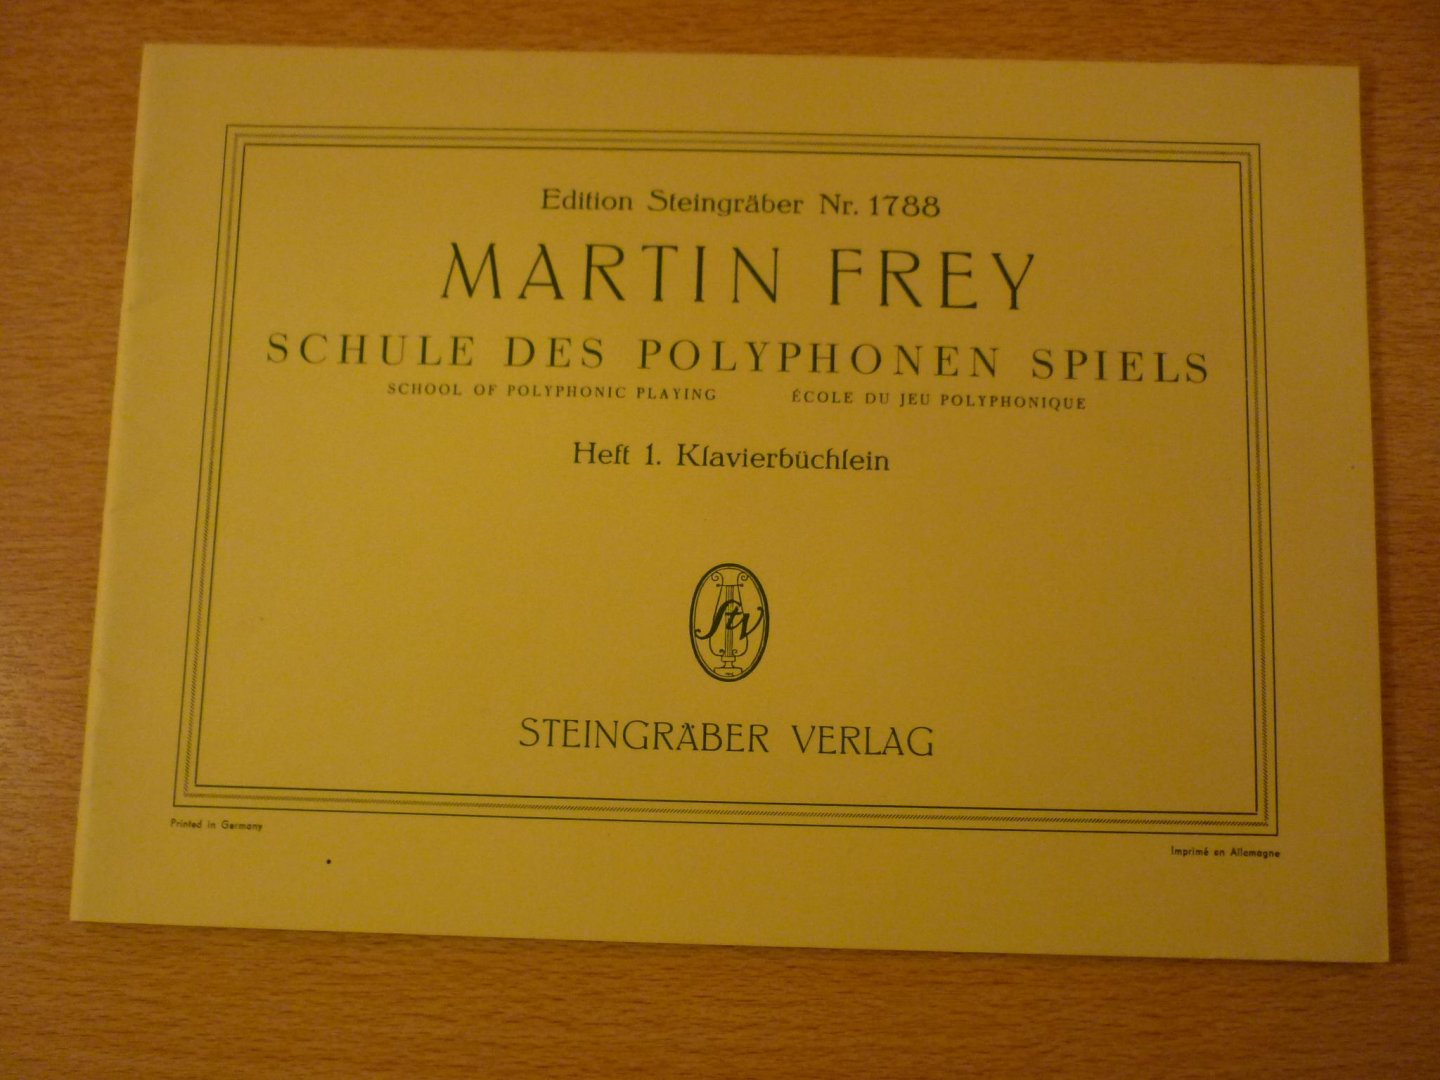 Edition Steingräber Nr. 1788
MARTIN FREY
SCHULE DES POLYPHONEN SPIELS
SCHOOL OF POLYPHONIC PLAYING ÉCOLE DU JEU POLYPHONIQUE
Heft 1. Klavierbüchlein
StV
STEINGRÄBER VERLAG
Printed in Germany
Imprimé en Allemagne